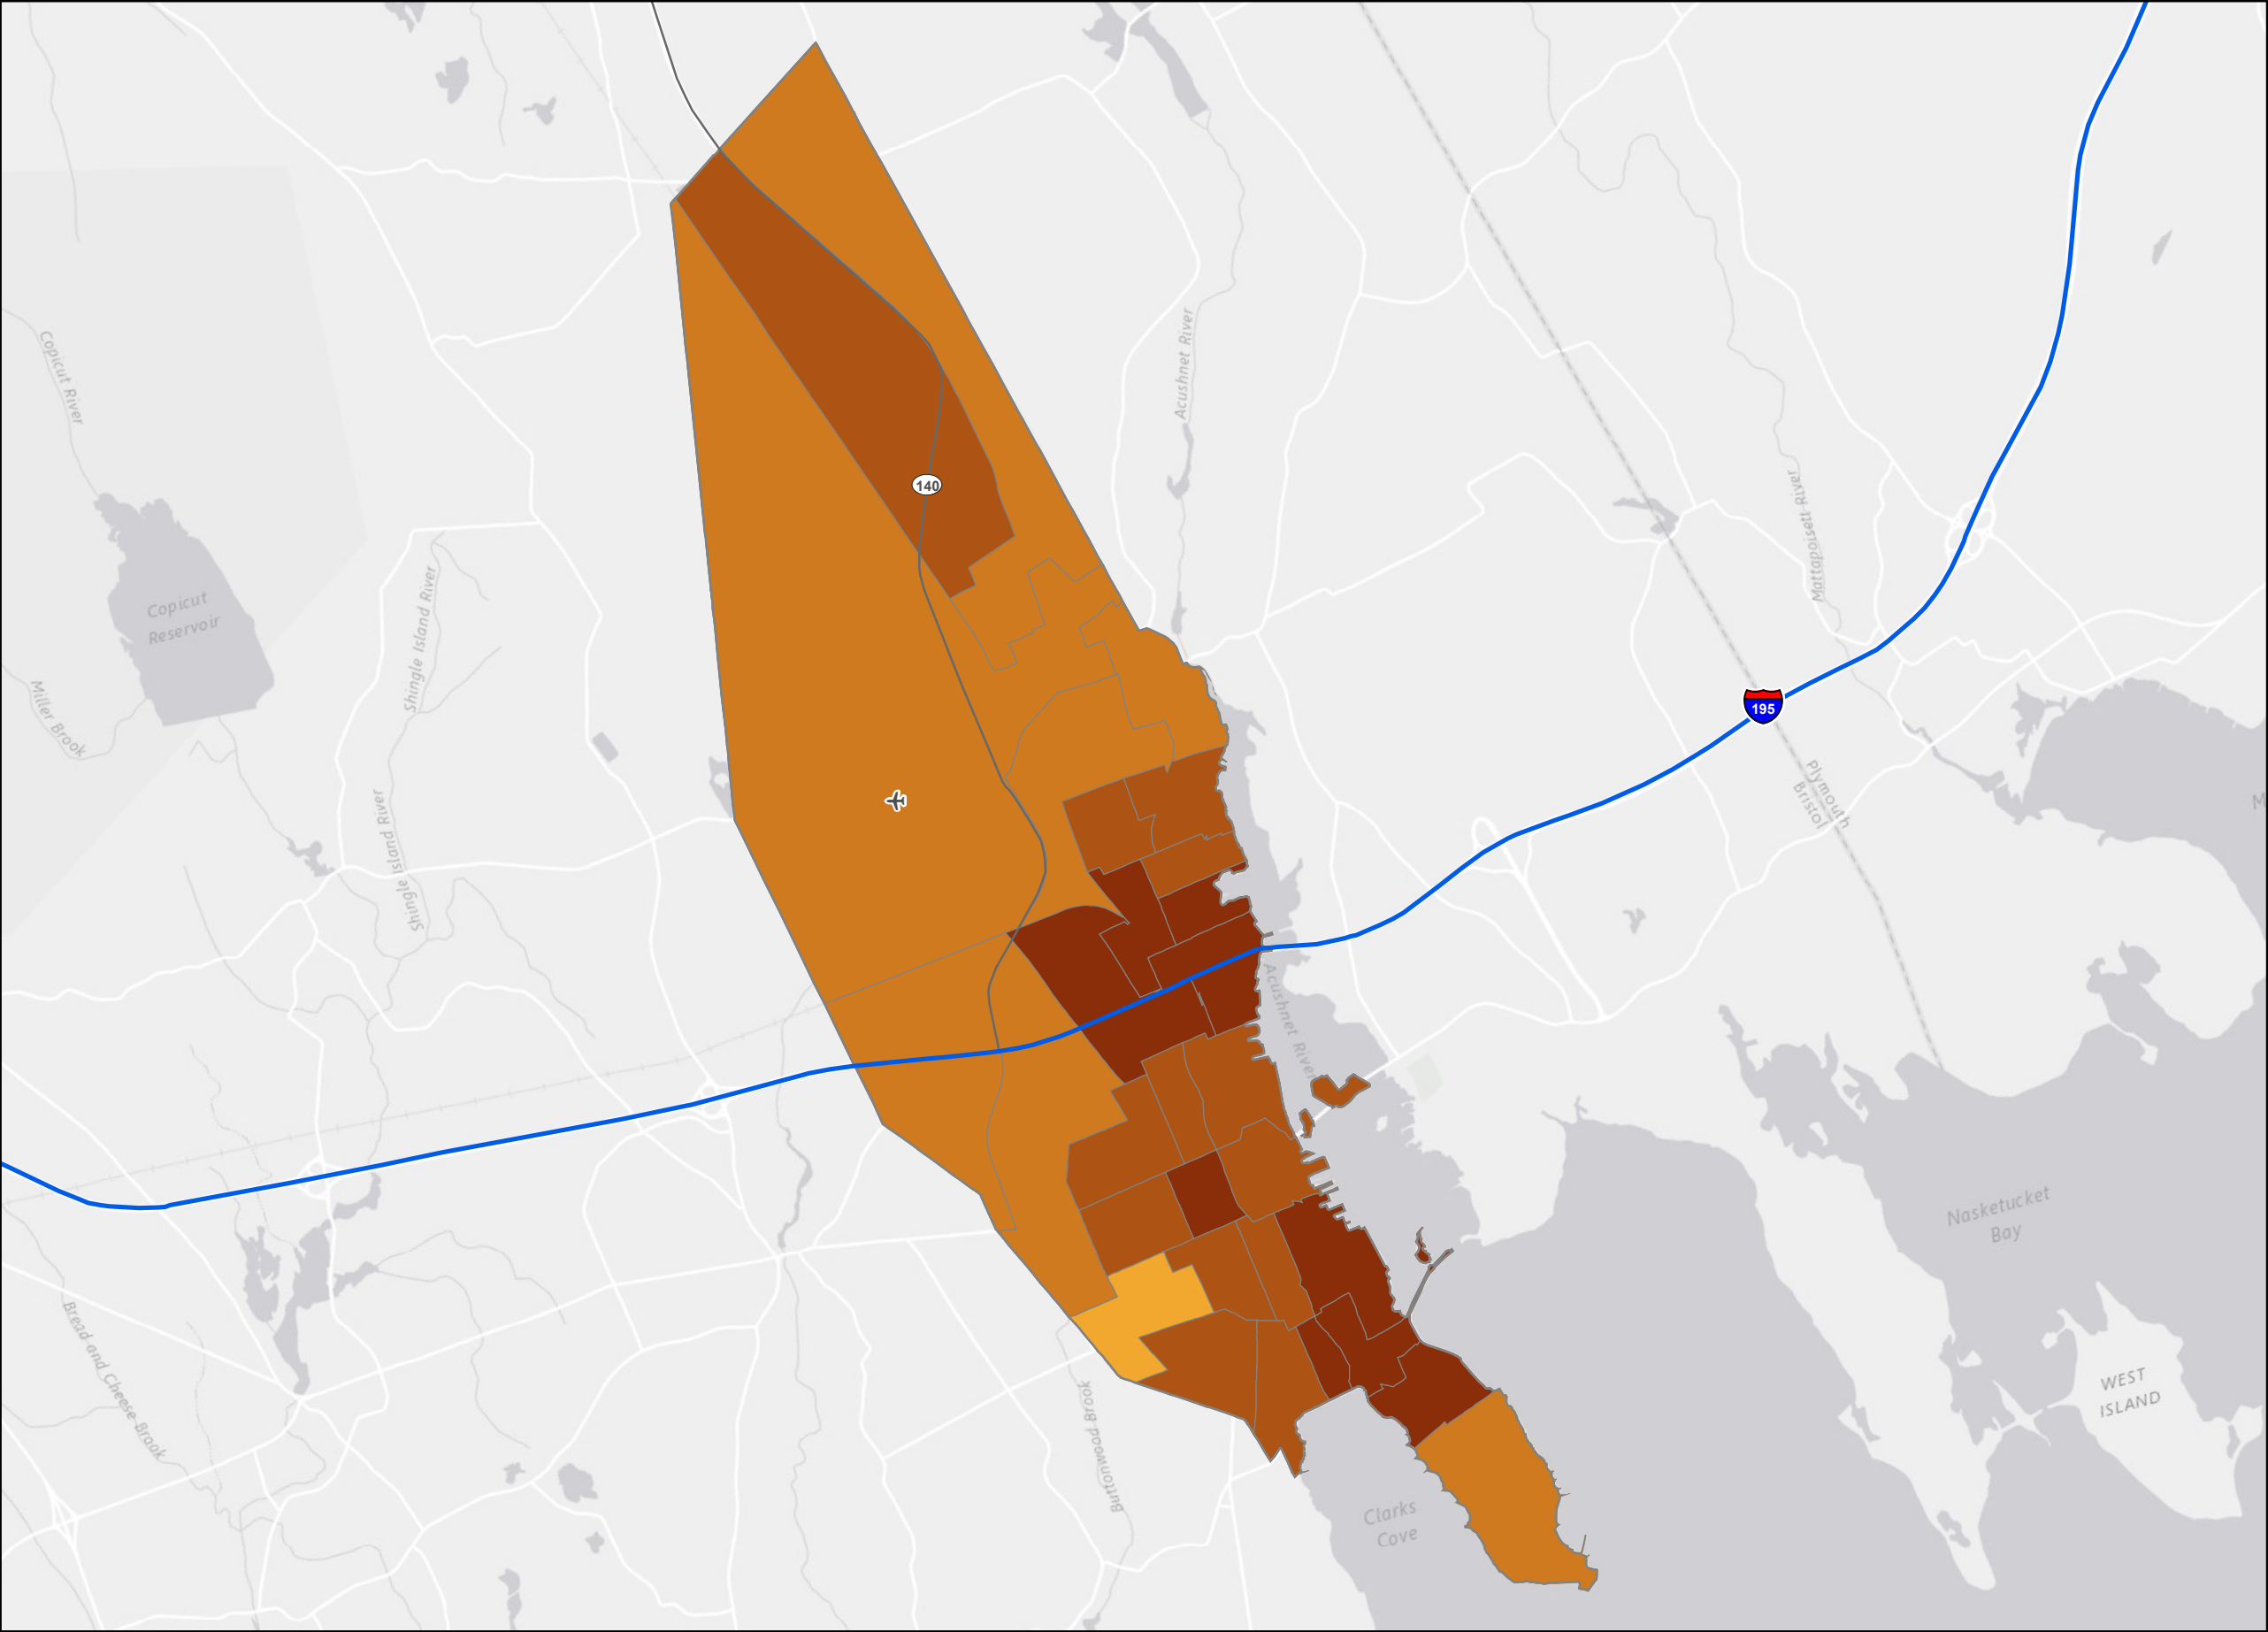 Acushnet River
Copicut River
140
Mattapoisett River
Copicut
Reservoir
Shingle Island River
Miller Brook
195
Plymouth
Bristol
Shingle Island River
Acushnet River
Nasketucket
Bay
Bread and Cheese Brook
Buttonwood Brook
WEST
ISLAND
Clarks
Cove